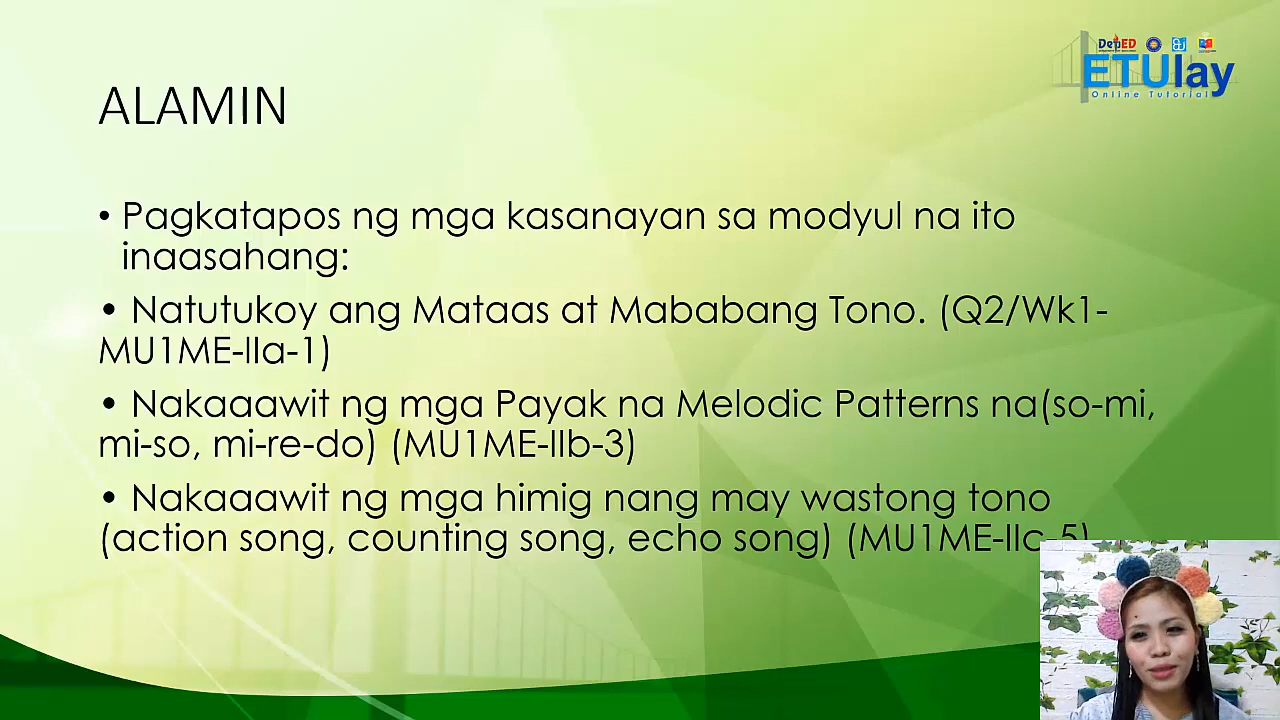 DepED
ETULay
Online Tutorial
ALAMIN
• Pagkatapos ng mga kasanayan sa modyul na ito
inaasahang:
• Natutukoy ang Mataas at Mababang Tono. (Q2/Wk1-
MU1ME-IIa-1)
• Nakaaawit ng mga Payak na Melodic Patterns na(so-mi,
mi-so, mi-re-do) (MU1ME-IIb-3)
• Nakaaawit ng mga himig nang may wastong tono
(action song, counting song, echo song) (MU1ME-IIc-5)